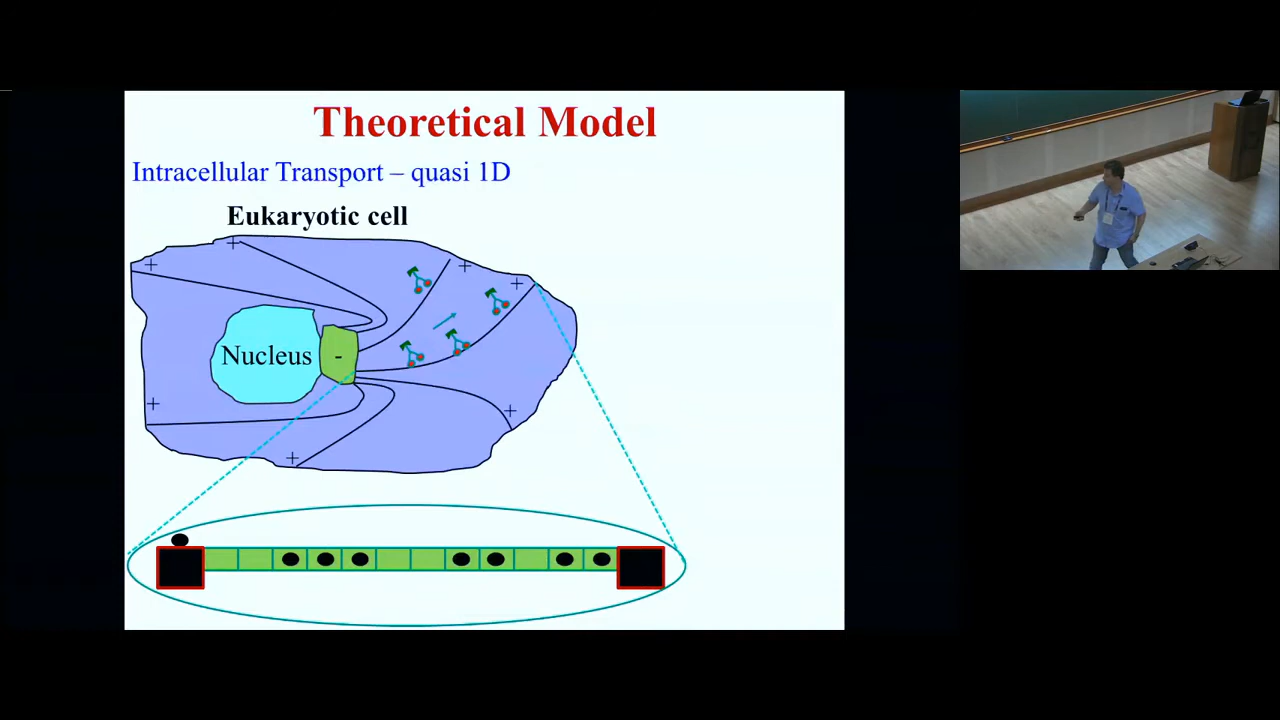 Theoretical Model
Intracellular Transport – quasi 1D
Eukaryotic cell
+
+
+
+
Nucleus
-
+
+
+